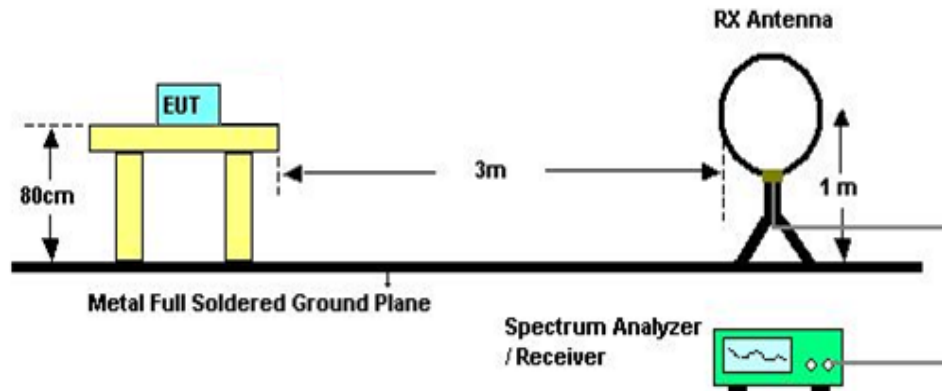 RX Antenna
EUT
80cm
3m
1 m
Metal Full Soldered Ground Plane
Spectrum Analyzer
/ Receiver